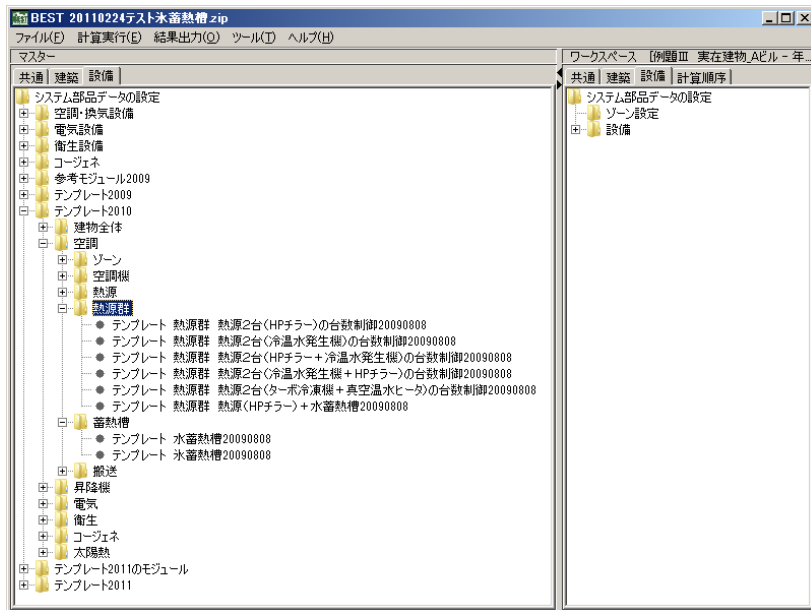 BEST 20110224テスト氷蓄熱槽.zip
ファイル(F) 計算実行(E) 結果出力(O) ツール(T) ヘルプ(H)
マスター
共通 建築 設備
システム部品データの設定
空調・換気設備
電気設備
衛生設備
コージェネ
参考モジュール2009
テンプレート2009
テンプレート2010
建物全体
空調
ゾーン
空調機
熱源
熱源群
テンプレート 熱源群 熱源2台(HPチラー)の台数制御20090808
テンプレート 熱源群 熱源2台(冷温水発生機)の台数制御20090808
テンプレート 熱源群 熱源2台(HPチラー+冷温水発生機)の台数制御20090808
テンプレート 熱源群 熱源2台(冷温水発生機+HPチラー)の台数制御20090808
テンプレート 熱源群 熱源2台(ターボ冷凍機+真空温水ヒータ)の台数制御20090808
テンプレート 熱源群 熱源(HPチラー)+水蓄熱槽20090808
蓄熱槽
テンプレート 水蓄熱槽20090808
テンプレート 氷蓄熱槽20090808
搬送
昇降機
電気
衛生
コージェネ
太陽熱
テンプレート2011のモジュール
テンプレート2011
ワークスペース [例題Ⅲ 実在建物_Aビル - 年...
共通 建築 設備 計算順序
システム部品データの設定
ゾーン設定
設備